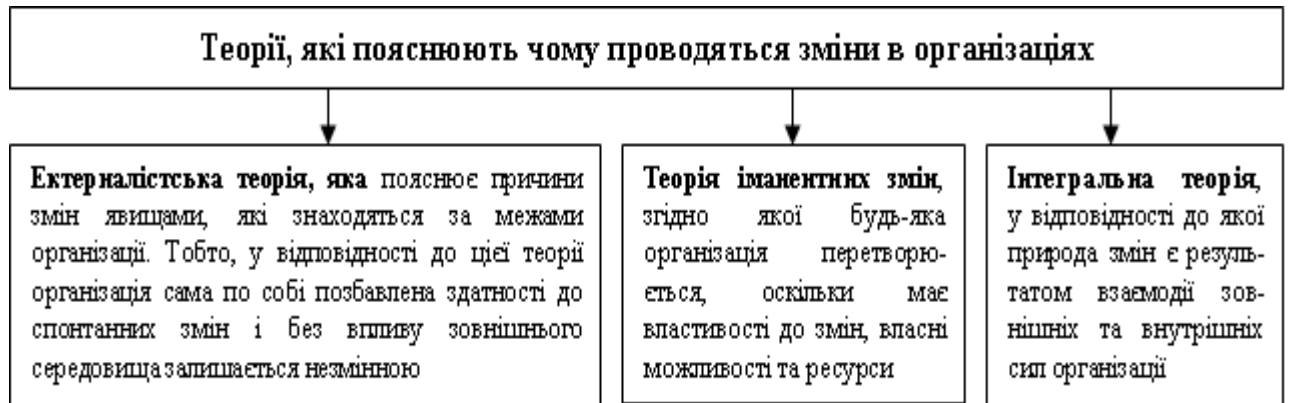 Теорії, які пояснюють чому проводяться зміни в організаціях
Ектерналістська теорія, яка пояснює причини
змін явищами, які знаходяться за межами
організації. Тобто, у відповідності до цієї теорії
організація сама по собі позбавлена здатності до
спонтанних змін і без впливу зовнішнього
середовища залишається незмінною
Теорія іманентних змін,
згідно якої будь-яка
організація перетворю-
ється, оскільки має
властивості до змін, власні
можливості та ресурси
Інтегральна теорія,
у відповідності до якої
природа змін є резуль-
татом взаємодії зов-
нішніх та внутрішніх
сил організації